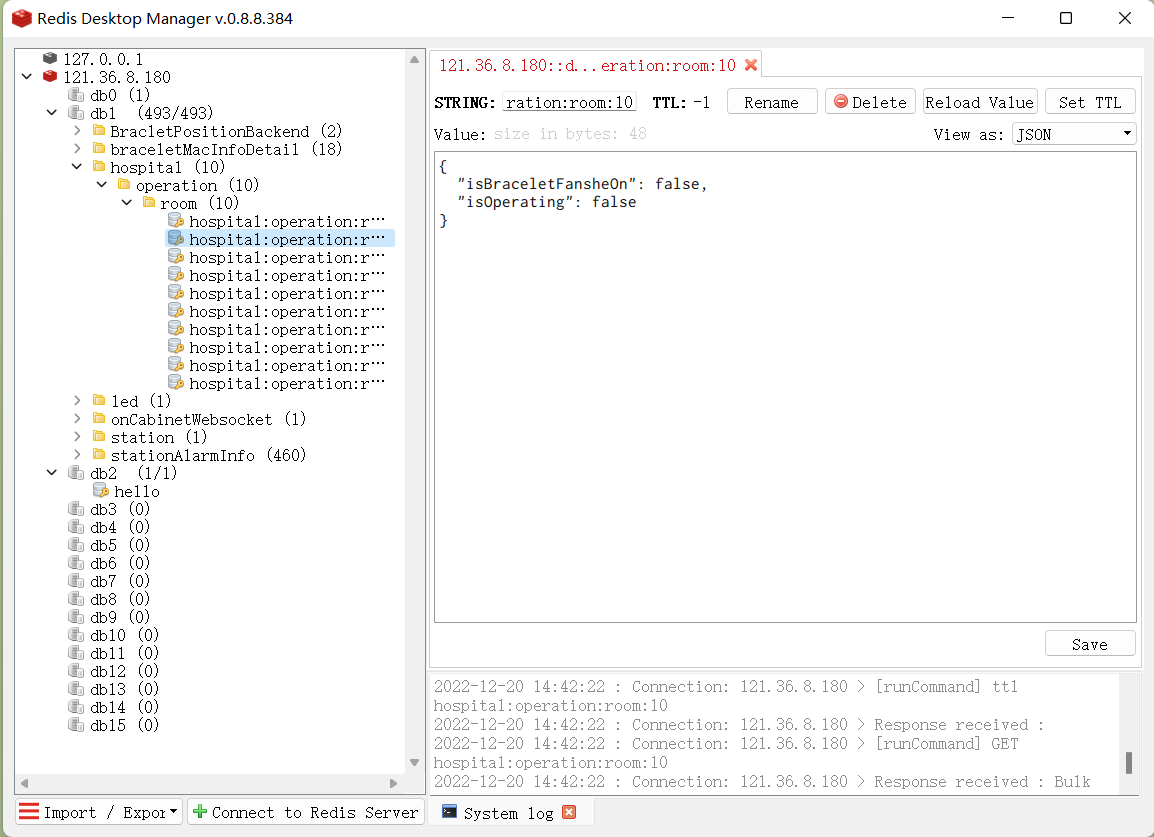 Redis Desktop Manager v.0.8.8.384
127.0.0.1
121.36.8.180
db0 (1)
db1 (493/493)
BracletPositionBackend (2)
braceletMacInfoDetail (18)
hospital (10)
operation (10)
room (10)
hospital:operation:r···
hospital:operation:r···
hospital:operation:r···
hospital:operation:r···
hospital:operation:r···
hospital:operation:r···
hospital:operation:r···
hospital:operation:r···
hospital:operation:r···
hospital:operation:r···
led (1)
onCabinetWebsocket (1)
station (1)
stationAlarmInfo (460)
db2 (1/1)
hello
db3 (0)
db4 (0)
db5 (0)
db6 (0)
db7 (0)
db8 (0)
db9 (0)
db10 (0)
db11 (0)
db12 (0)
db13 (0)
db14 (0)
db15 (0)
Import / Expor
Connect to Redis Server
121.36.8.180::d...eration:room:10
STRING: ration:room:10 TTL: -1 Rename Delete Reload Value Set TTL
Value: size in bytes: 48 View as: JSON
{
"isBraceletFansheOn": false,
"isOperating": false
}
Save
2022-12-20 14:42:22 : Connection: 121.36.8.180 > [runCommand] ttl
hospital:operation:room:10
2022-12-20 14:42:22 : Connection: 121.36.8.180 > Response received :
2022-12-20 14:42:22 : Connection: 121.36.8.180 > [runCommand] GET
hospital:operation:room:10
2022-12-20 14:42:22 : Connection: 121.36.8.180 > Response received : Bulk
System log